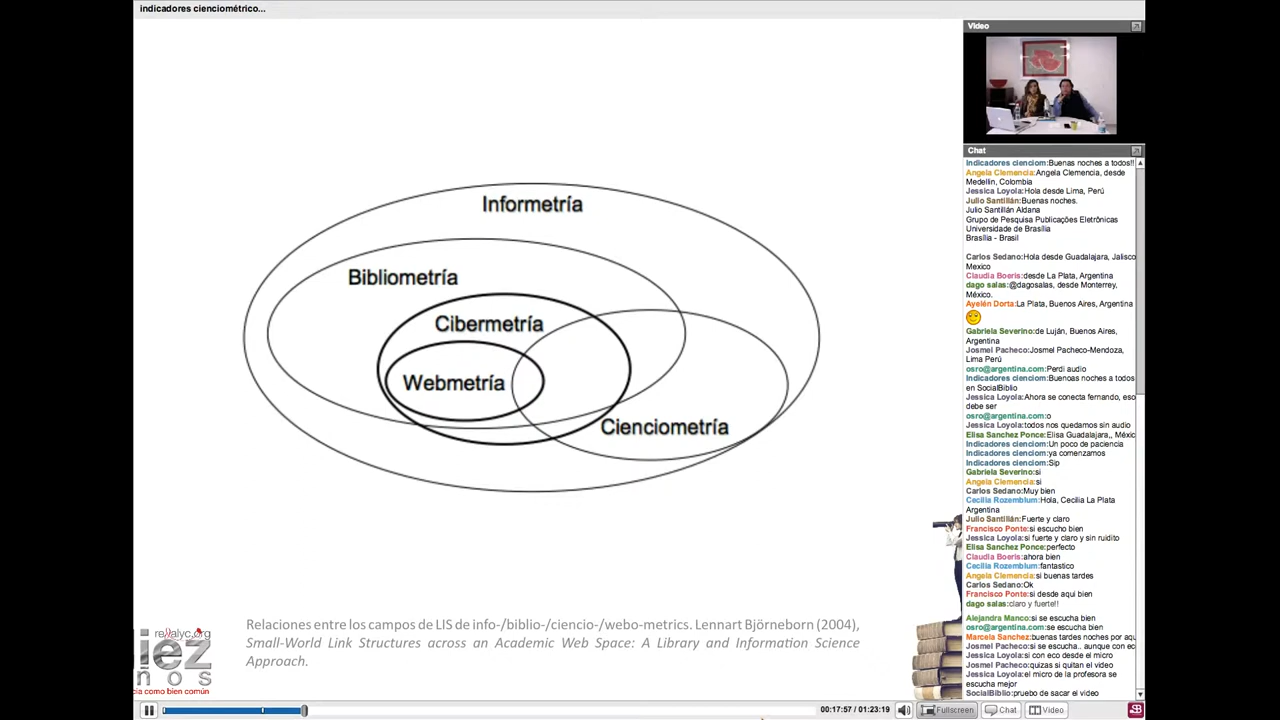 indicadores cienciométrico...
Informetría
Bibliometría
Cibermetría
Webmetría
Cienciometría
Relaciones entre los campos de LIS de info-/biblio-/ciencio-/webo-metrics. Lennart Björneborn (2004),
Small-World Link Structures across an Academic Web Space: A Library and Information Science
Approach.
redalyc.org
iez
ños
cia como bien común
Video
Chat
Indicadores cienciom:Buenas noches a todos!!
Angela Clemencia:Angela Clemencia, desde
Medellin, Colombia
Jessica Loyola:Hola desde Lima, Perú
Julio Santillán:Buenas noches.
Julio Santillán Aldana
Grupo de Pesquisa Publicações Eletrônicas
Universidade de Brasília
Brasília - Brasil
Carlos Sedano:Hola desde Guadalajara, Jalisco
Mexico
Claudia Boeris:desde La Plata, Argentina
dago salas:@dagosalas, desde Monterrey,
México.
Ayelén Dorta:La Plata, Buenos Aires, Argentina
Gabriela Severino:de Luján, Buenos Aires,
Argentina
Josmel Pacheco:Josmel Pacheco-Mendoza,
Lima Perú
osro@argentina.com:Perdi audio
Indicadores cienciom:Buenoas noches a todos
en SocialBiblio
Jessica Loyola:Ahora se conecta fernando, eso
debe ser
osro@argentina.com:o
Jessica Loyola:todos nos quedamos sin audio
Elisa Sanchez Ponce:Elisa Guadalajara,, Méxic
Indicadores cienciom:Un poco de paciencia
Indicadores cienciom:ya comenzamos
Indicadores cienciom:Sip
Gabriela Severino:si
Angela Clemencia:si
Carlos Sedano:Muy bien
Cecilia Rozemblum:Hola, Cecilia La Plata
Argentina
Julio Santillán:Fuerte y claro
Francisco Ponte:si escucho bien
Jessica Loyola:si fuerte y claro y sin ruidito
Elisa Sanchez Ponce:perfecto
Claudia Boeris:ahora bien
Cecilia Rozemblum:fantastico
Angela Clemencia:si buenas tardes
Carlos Sedano:Ok
Francisco Ponte:si desde aqui bien
dago salas:claro y fuerte!!
Alejandra Manco:si se escucha bien
osro@argentina.com:se escucha bien
Marcela Sanchez:buenas tardes noches por aqu
Josmel Pacheco:si se escucha.. aunque con ec
Jessica Loyola:si con eco desde el micro
Josmel Pacheco:quizas si quitan el video
Jessica Loyola:el micro de la profesora se
escucha mejor
SocialBiblio:pruebo de sacar el video
00:17:57 / 01:23:19
Fullscreen
Chat
Video